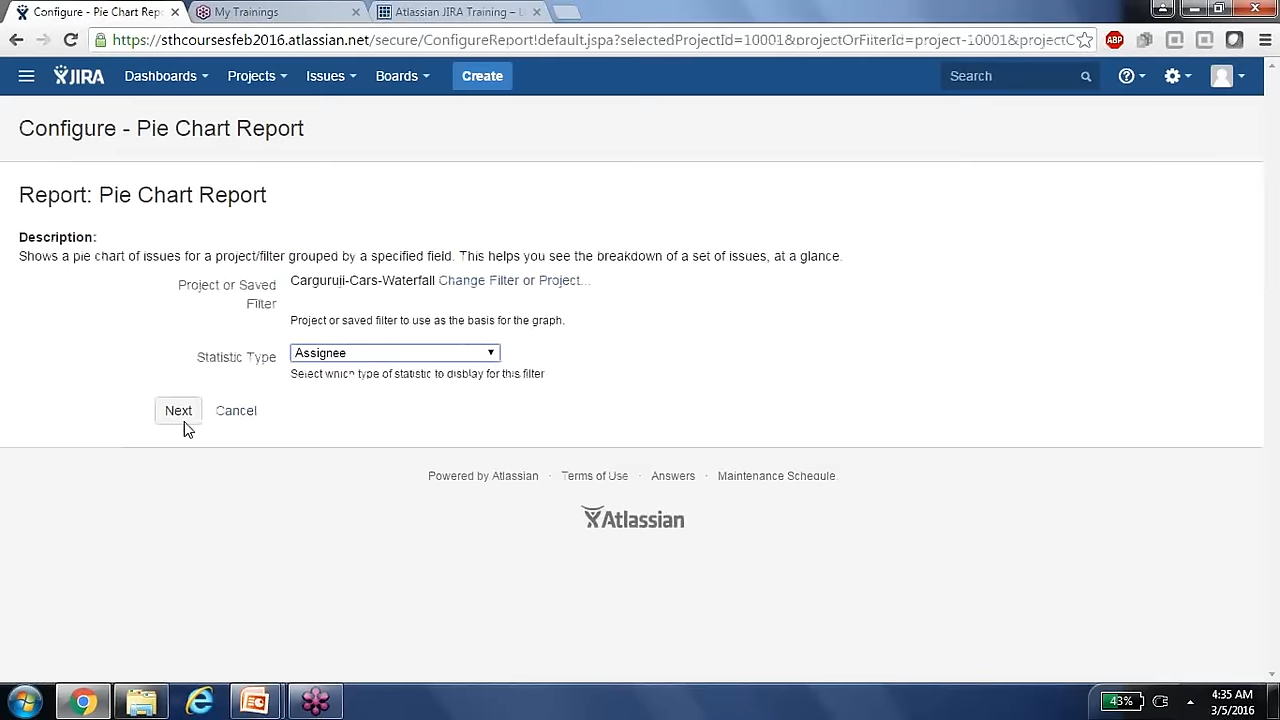 Configure - Pie Chart Rep
My Trainings
Atlassian JIRA Training – L
https://sthcoursesfeb2016.atlassian.net/secure/ConfigureReport!default.jspa?selectedProjectId=10001&projectOrFilterId=project-10001&projectC
ABP
JIRA Dashboards Projects Issues Boards Create Search
Configure - Pie Chart Report
Report: Pie Chart Report
Description:
Shows a pie chart of issues for a project/filter grouped by a specified field. This helps you see the breakdown of a set of issues, at a glance.
Project or Saved Filter
Carguruji-Cars-Waterfall Change Filter or Project...
Project or saved filter to use as the basis for the graph.
Statistic Type
Assignee
Select which type of statistic to display for this filter
Next Cancel
Powered by Atlassian · Terms of Use · Answers · Maintenance Schedule
Atlassian
43%
4:35 AM
3/5/2016